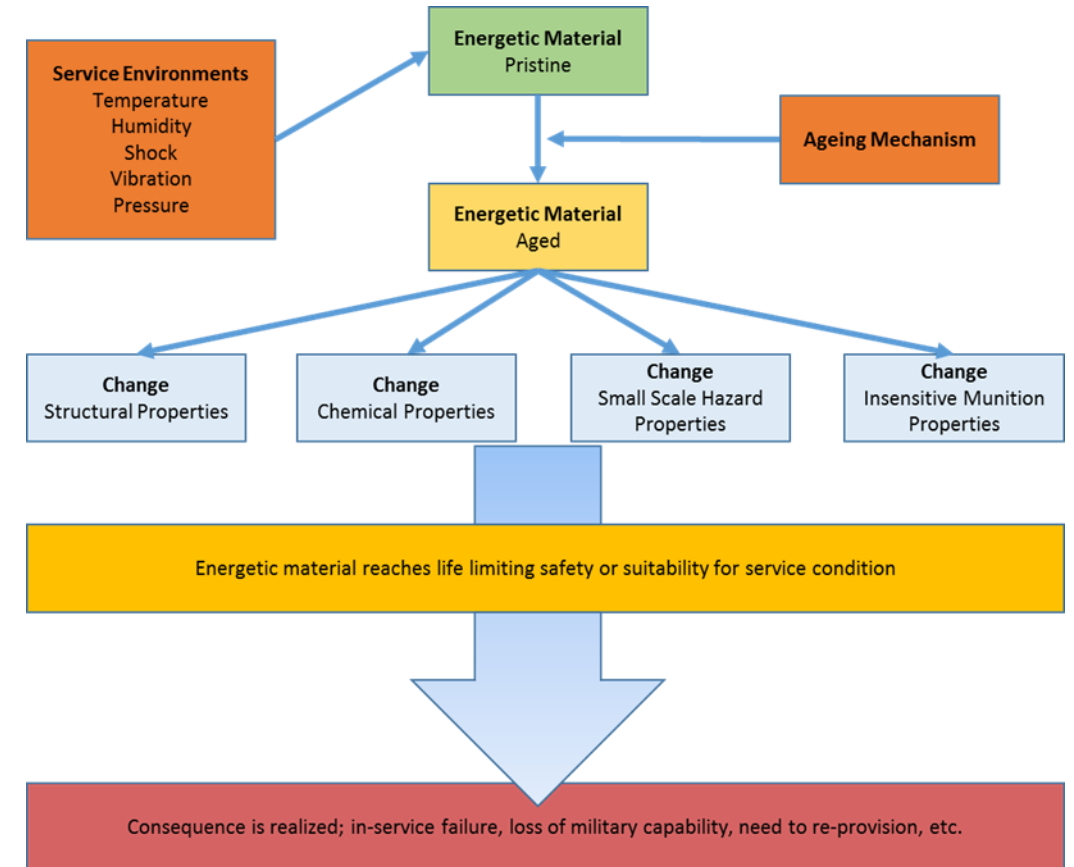 Energetic Material
Pristine
Service Environments
Temperature
Humidity
Shock
Vibration
Pressure
Ageing Mechanism
Energetic Material
Aged
Change
Structural Properties
Change
Chemical Properties
Change
Small Scale Hazard
Properties
Change
Insensitive Munition
Properties
Energetic material reaches life limiting safety or suitability for service condition
Consequence is realized; in-service failure, loss of military capability, need to re-provision, etc.